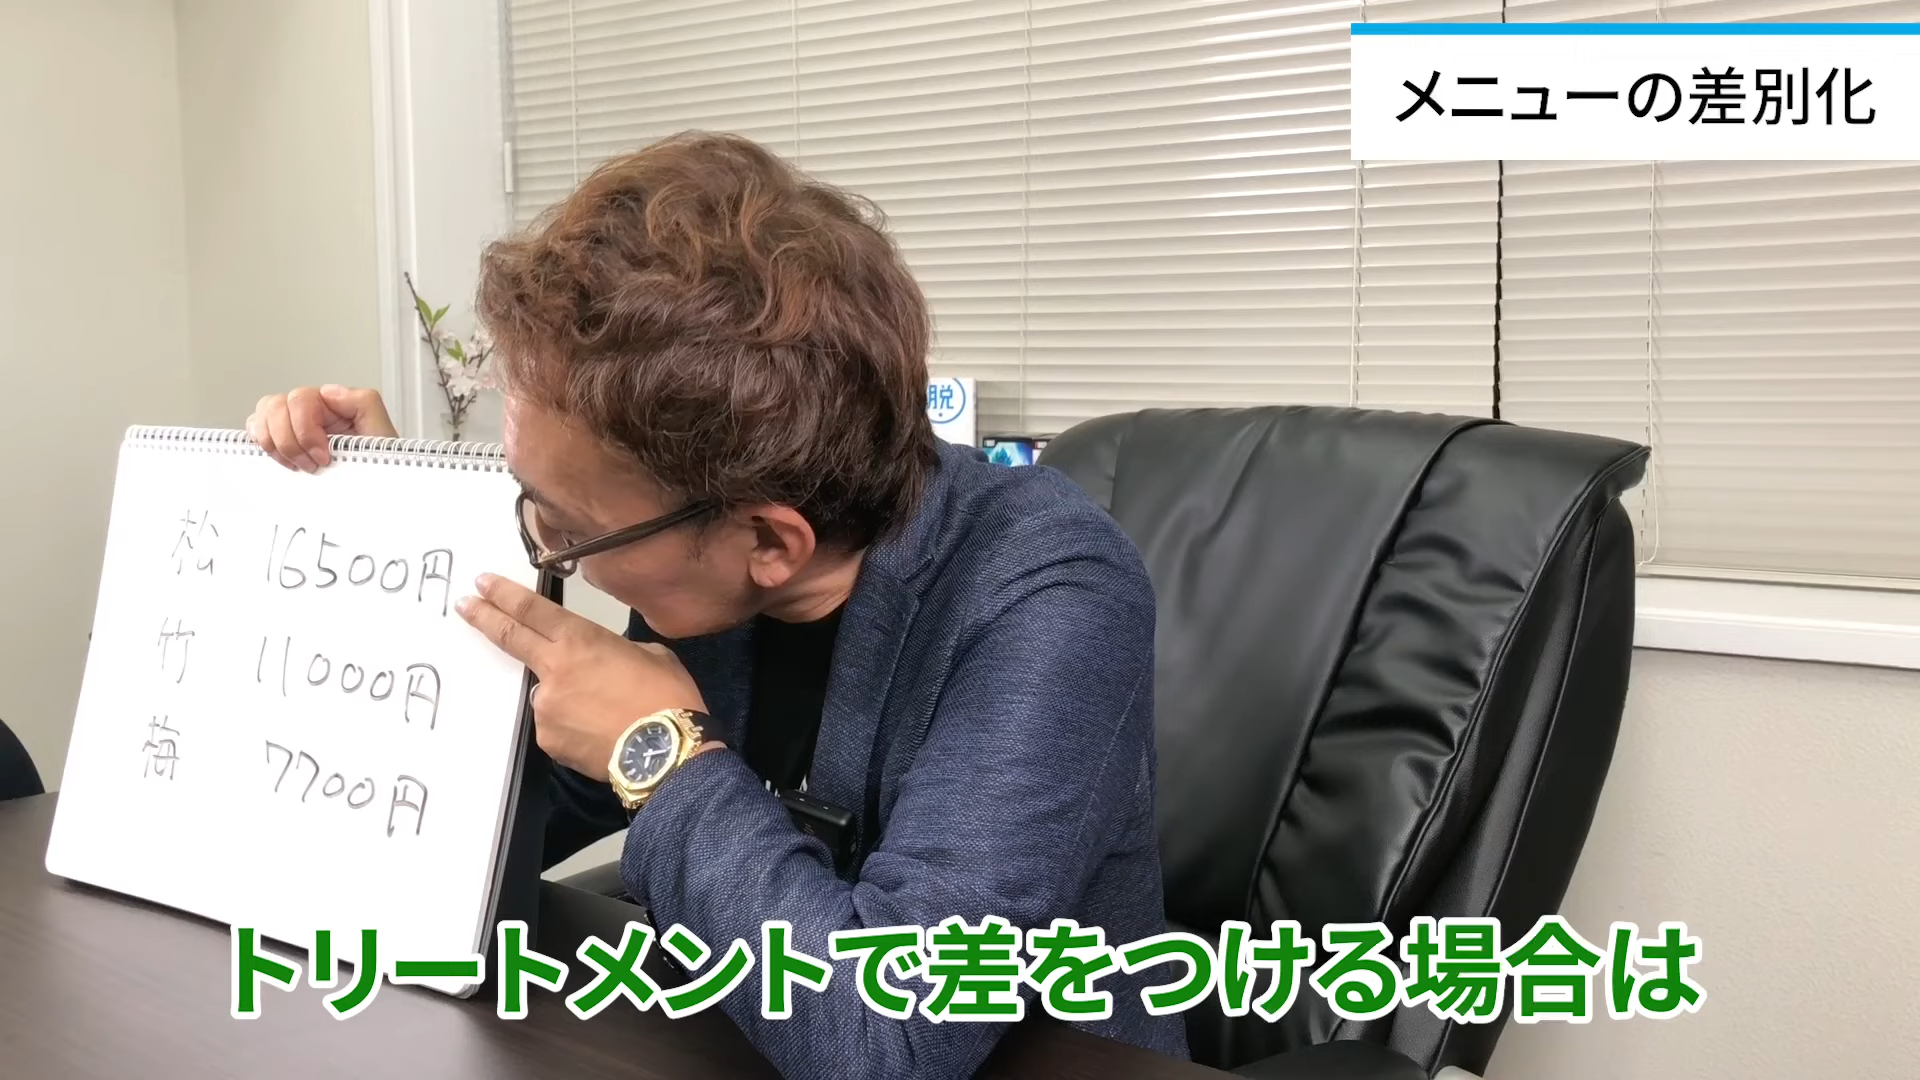 メニューの差別化
脱
松 16500円
竹 11000円
梅 7700円
トリートメントで差をつける場合は